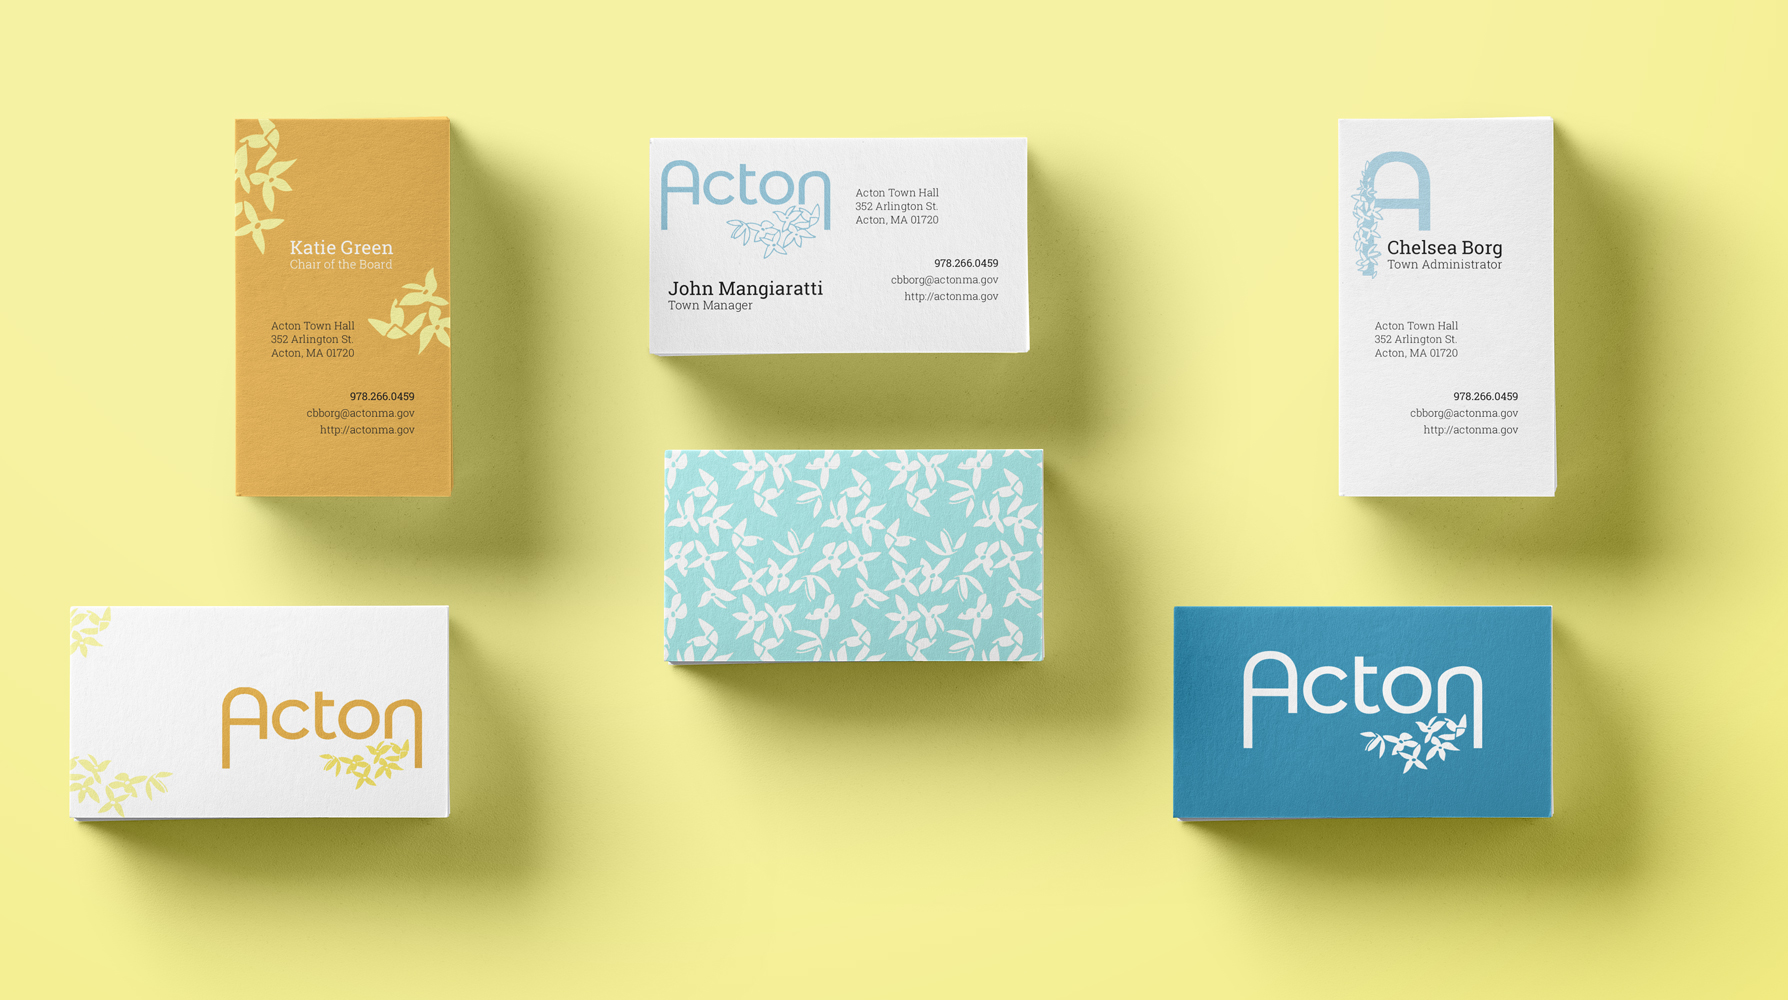 Katie Green
Chair of the Board
Acton Town Hall
352 Arlington St.
Acton, MA 01720
978.266.0459
cbborg@actonma.gov
http://actonma.gov
Acton
Acton Town Hall
352 Arlington St.
Acton, MA 01720
978.266.0459
cbborg@actonma.gov
http://actonma.gov
John Mangiaratti
Town Manager
A
Chelsea Borg
Town Administrator
Acton Town Hall
352 Arlington St.
Acton, MA 01720
978.266.0459
cbborg@actonma.gov
http://actonma.gov
Acton
Acton